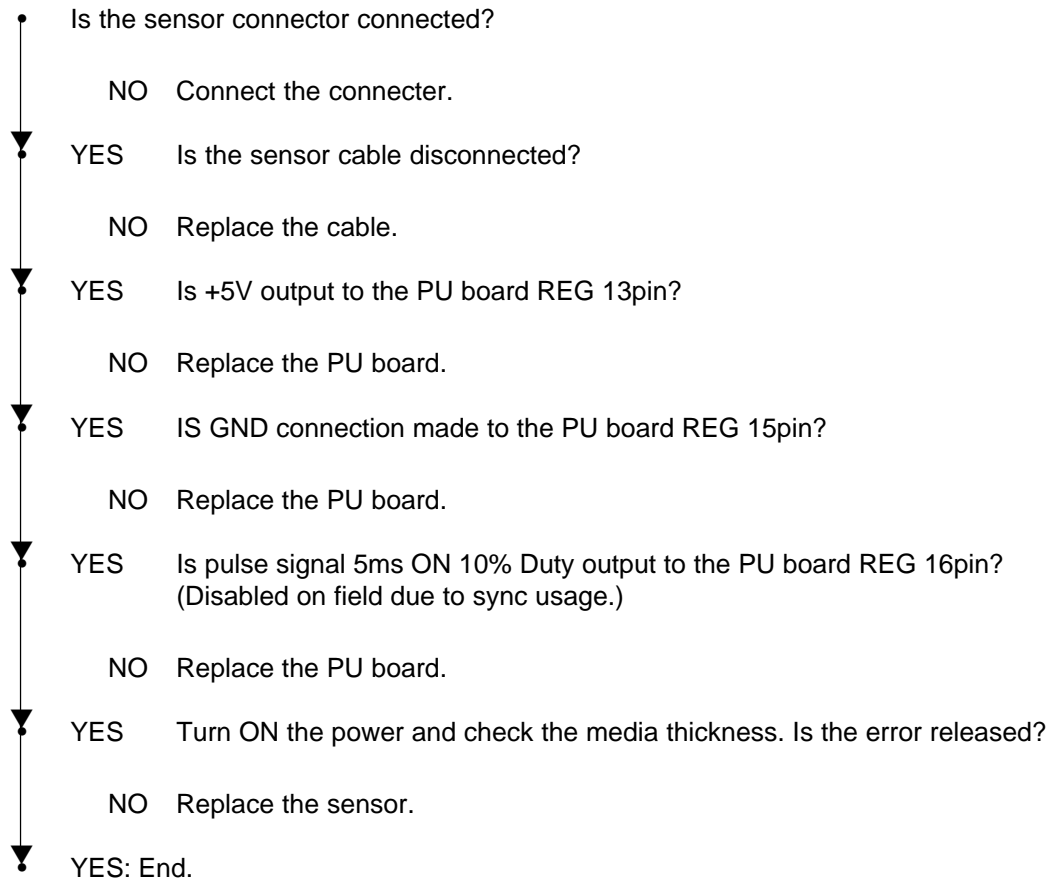 Is the sensor connector connected?
NO Connect the connecter.
YES Is the sensor cable disconnected?
NO Replace the cable.
YES Is +5V output to the PU board REG 13pin?
NO Replace the PU board.
YES IS GND connection made to the PU board REG 15pin?
NO Replace the PU board.
YES Is pulse signal 5ms ON 10% Duty output to the PU board REG 16pin?
(Disabled on field due to sync usage.)
NO Replace the PU board.
YES Turn ON the power and check the media thickness. Is the error released?
NO Replace the sensor.
YES: End.